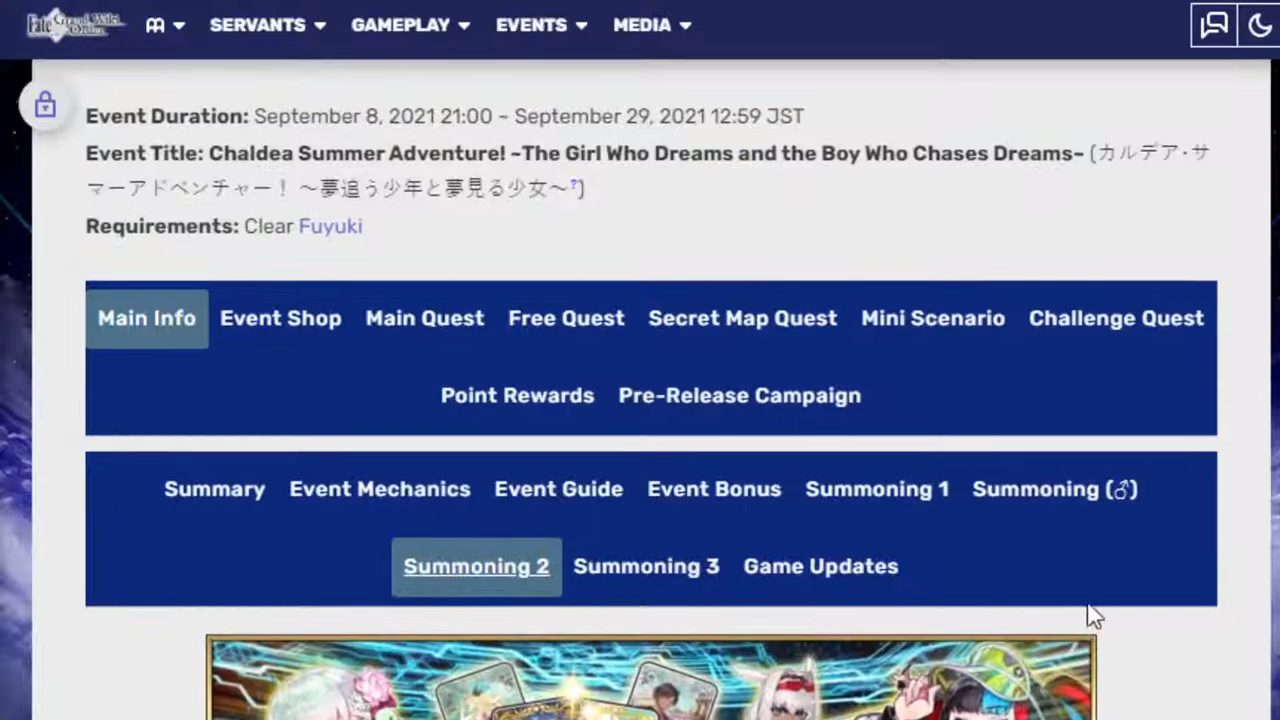 Fate Grand Order
SERVANTS GAMEPLAY EVENTS MEDIA
Event Duration: September 8, 2021 21:00 ~ September 29, 2021 12:59 JST
Event Title: Chaldea Summer Adventure! ~The Girl Who Dreams and the Boy Who Chases Dreams~ (カルデア・サ
マーアドベンチャー！ ～夢追う少年と夢見る少女～?)
Requirements: Clear Fuyuki
Main Info Event Shop Main Quest Free Quest Secret Map Quest Mini Scenario Challenge Quest
Point Rewards Pre-Release Campaign
Summary Event Mechanics Event Guide Event Bonus Summoning 1 Summoning (♂)
Summoning 2 Summoning 3 Game Updates